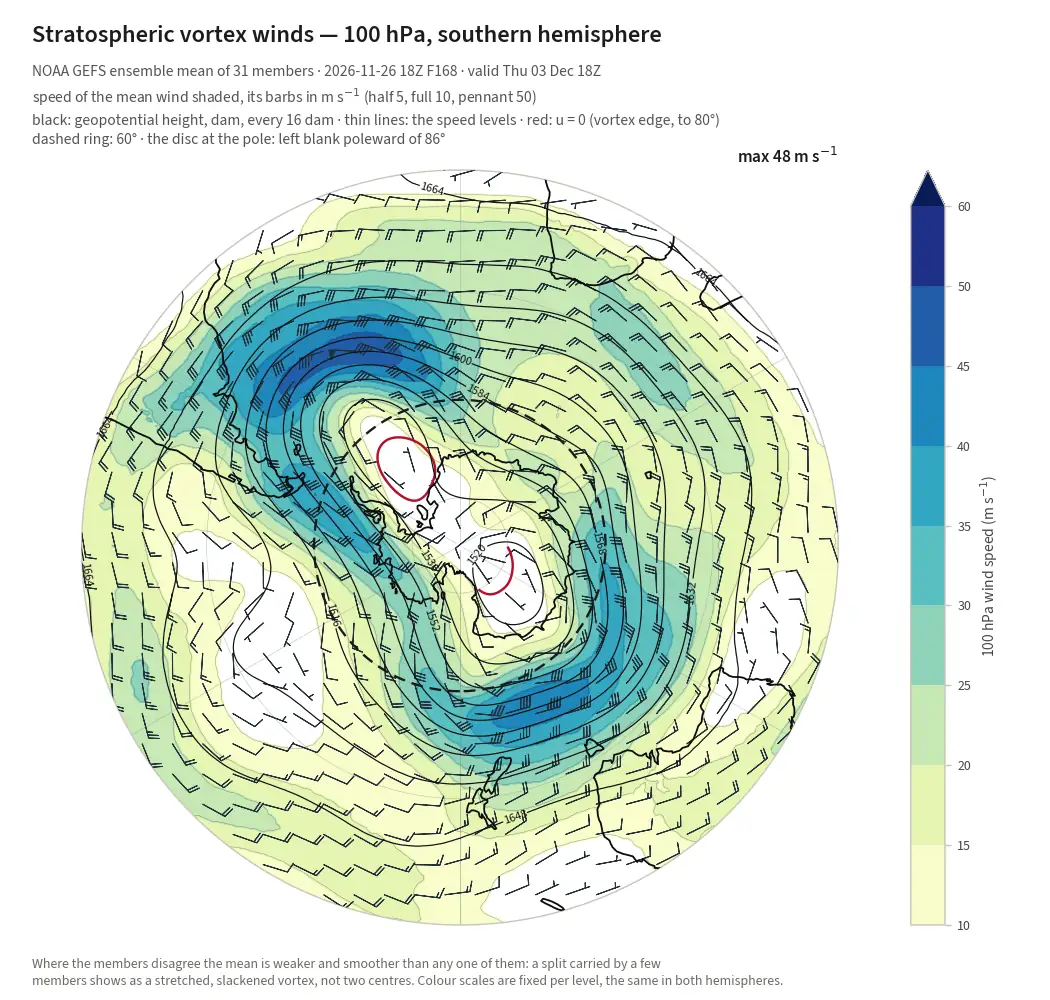 Stratospheric vortex winds — 100 hPa, southern hemisphere
NOAA GEFS ensemble mean of 31 members · 2026-11-26 18Z F168 · valid Thu 03 Dec 18Z
speed of the mean wind shaded, its barbs in m s⁻¹ (half 5, full 10, pennant 50)
black: geopotential height, dam, every 16 dam · thin lines: the speed levels · red: u = 0 (vortex edge, to 80°)
dashed ring: 60° · the disc at the pole: left blank poleward of 86°
max 48 m s⁻¹
1664
1600
1584
1664
1568
1520
1552
1616
1632
1664
1648
60
50
45
40
35
30
25
20
15
10
100 hPa wind speed (m s⁻¹)
Where the members disagree the mean is weaker and smoother than any one of them: a split carried by a few
members shows as a stretched, slackened vortex, not two centres. Colour scales are fixed per level, the same in both hemispheres.